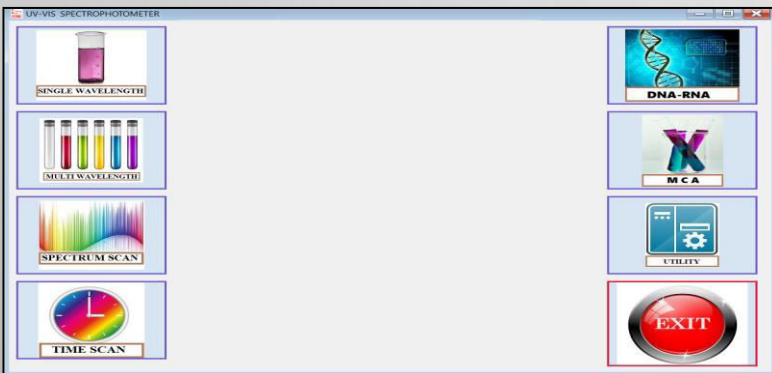 UV-VIS SPECTROPHOTOMETER
SINGLE WAVELENGTH
MULTI WAVELENGTH
SPECTRUM SCAN
TIME SCAN
DNA-RNA
M C A
UTILITY
EXIT